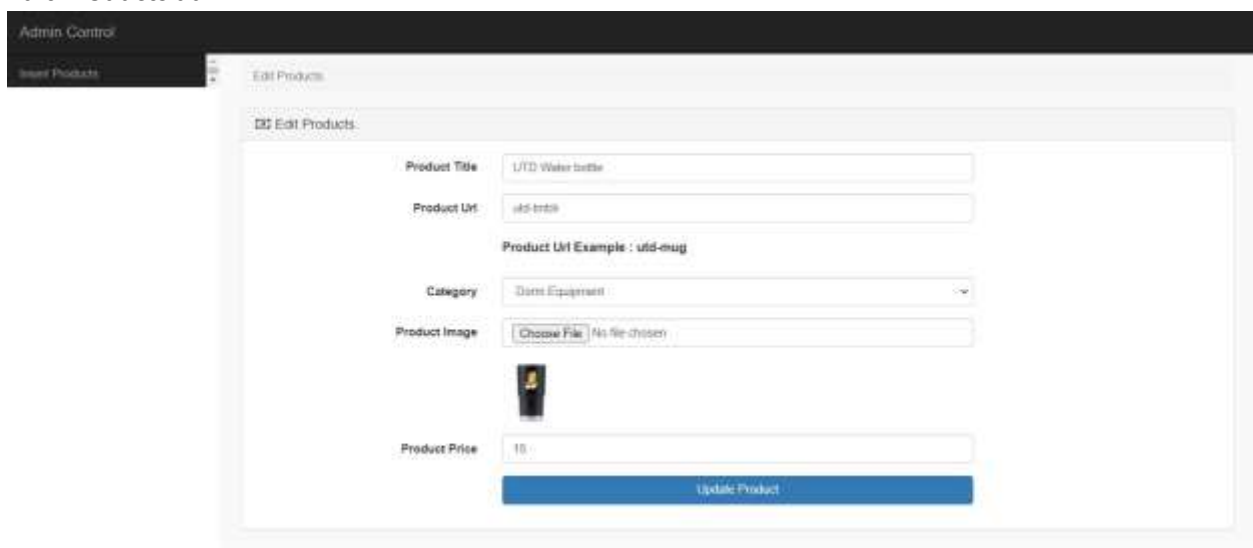 Admin Control
Insert Products
Edit Products
Edit Products
Product Title UTD Water bottle
Product Url
Product Url Example : utd-mug
Category Dorm Equipment
Product Image Choose File No file chosen
Product Price
Update Product